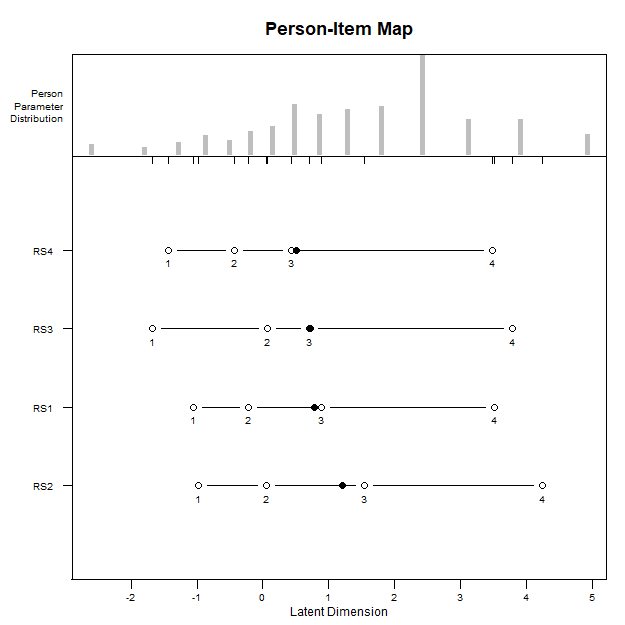 Person-Item Map
Person
Parameter
Distribution
RS4
1 2 3 4
RS3
1 2 3 4
RS1
1 2 3 4
RS2
1 2 3 4
-2 -1 0 1 2 3 4 5
Latent Dimension